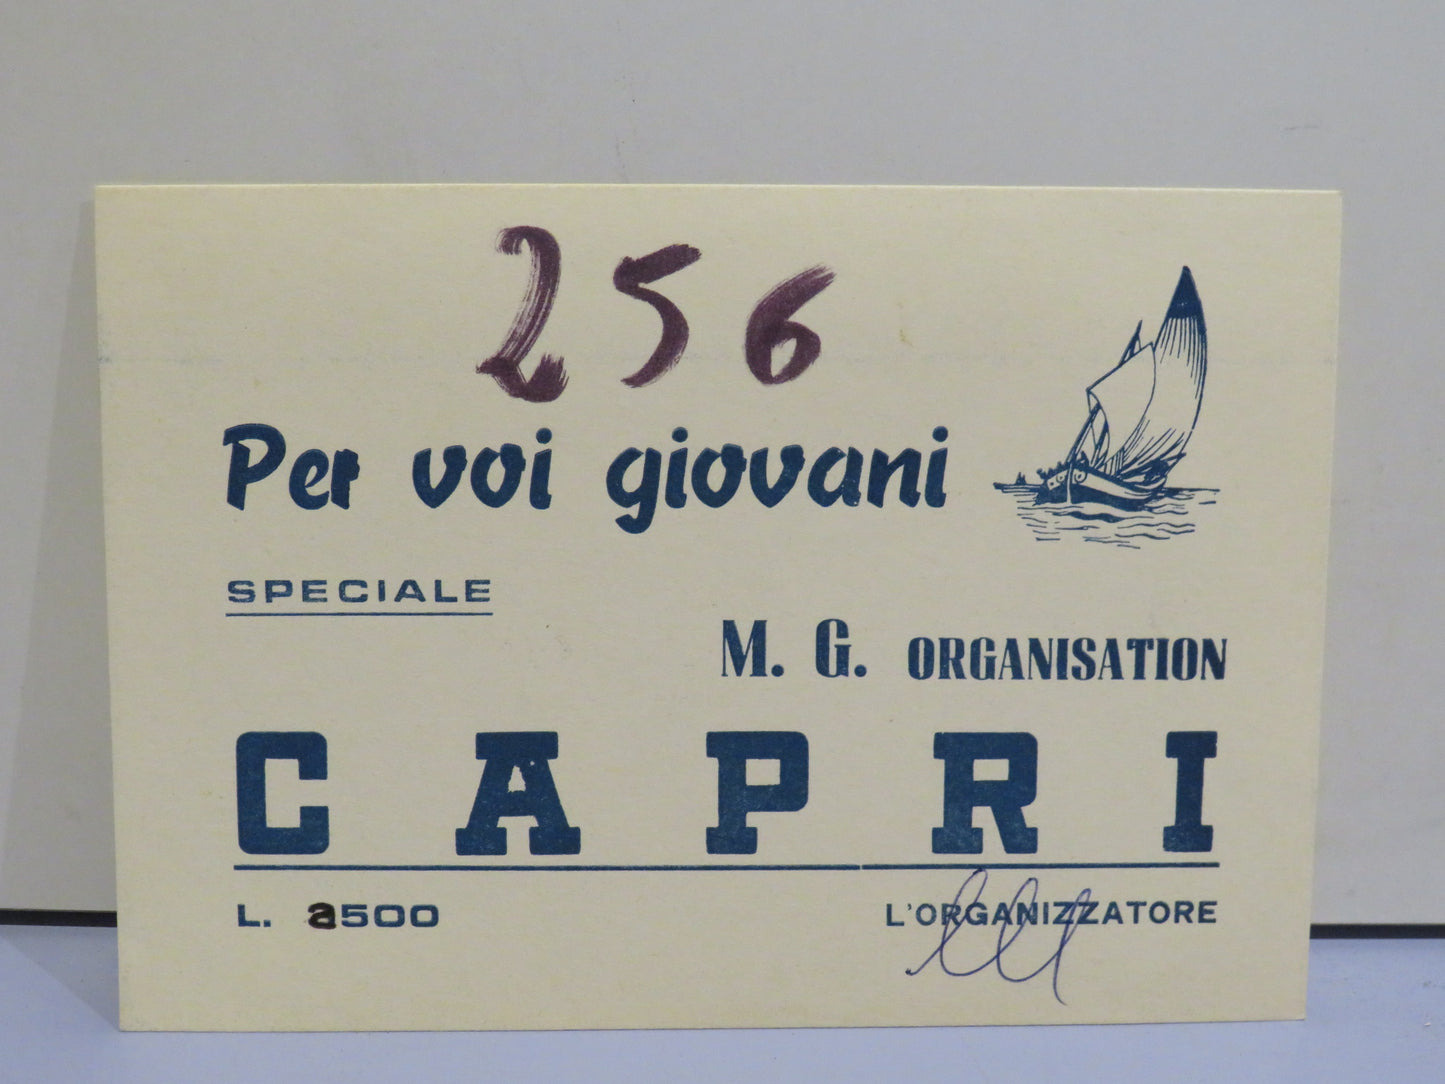 256
Per voi giovani
SPECIALE
M. G. ORGANISATION
CAPRI
L. 2500
L'ORGANIZZATORE